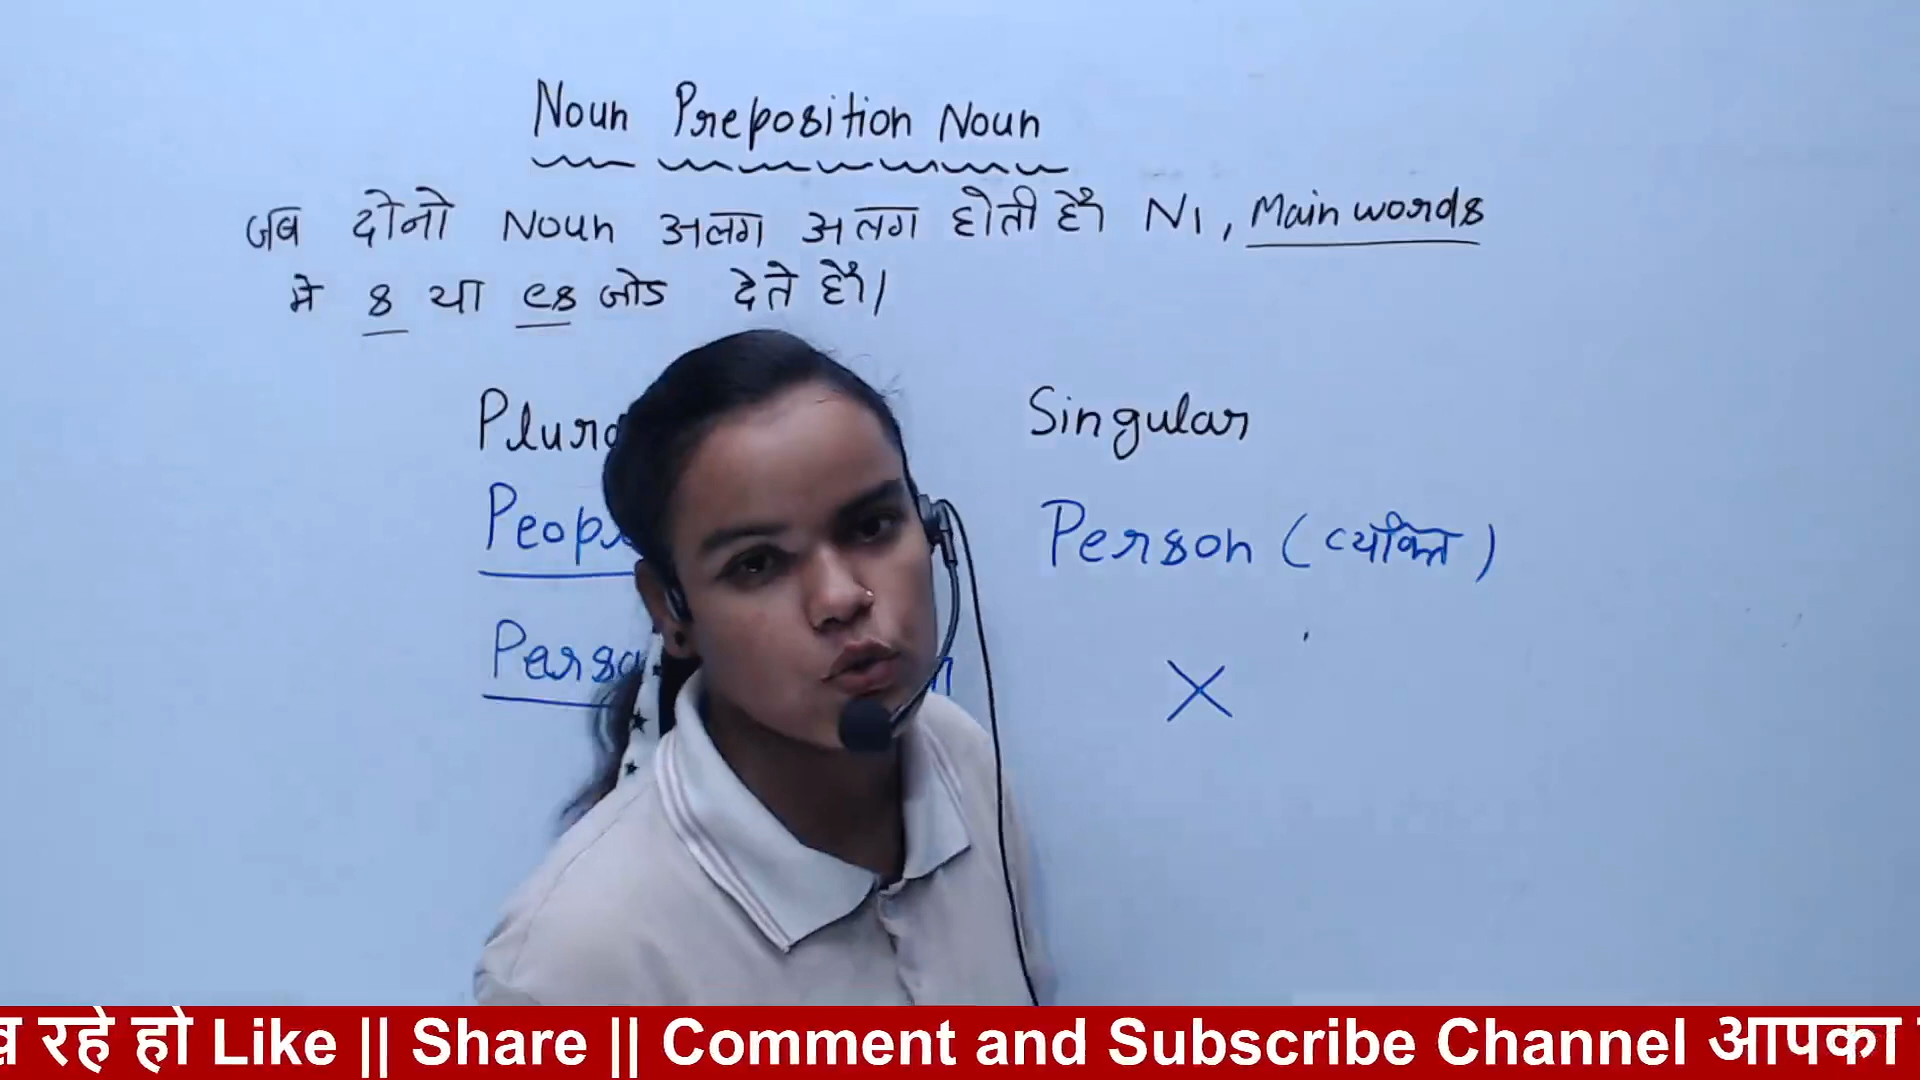 Noun Preposition Noun
जब दोनो Noun अलग अलग होती हैं। N1, Main words
मे s या es जोड देते हैं।
Singular
Person (व्यक्ति)
X
रहे हो Like || Share || Comment and Subscribe Channel आपका